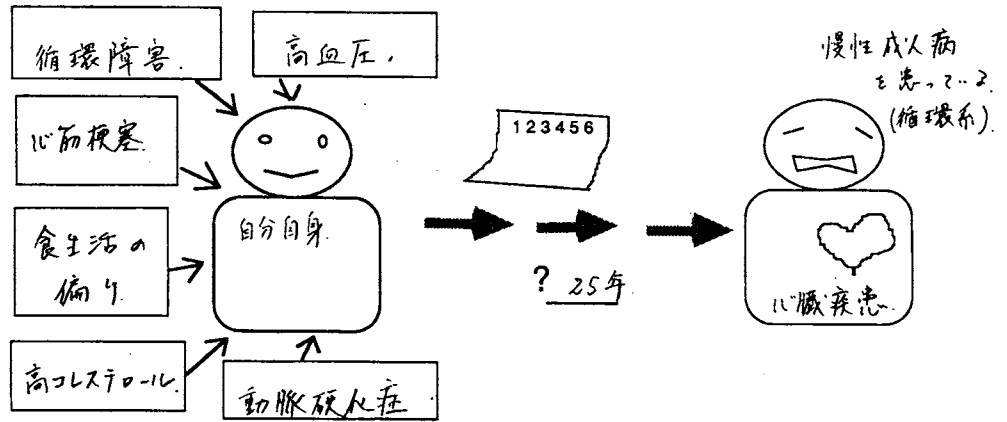 循環障害.
高血圧.
心筋梗塞.
自分自身.
食生活の
偏り.
高コレステロール.
動脈硬化症
123456
? 25年
慢性成人病
を患っている.
(循環系).
心臓疾患.